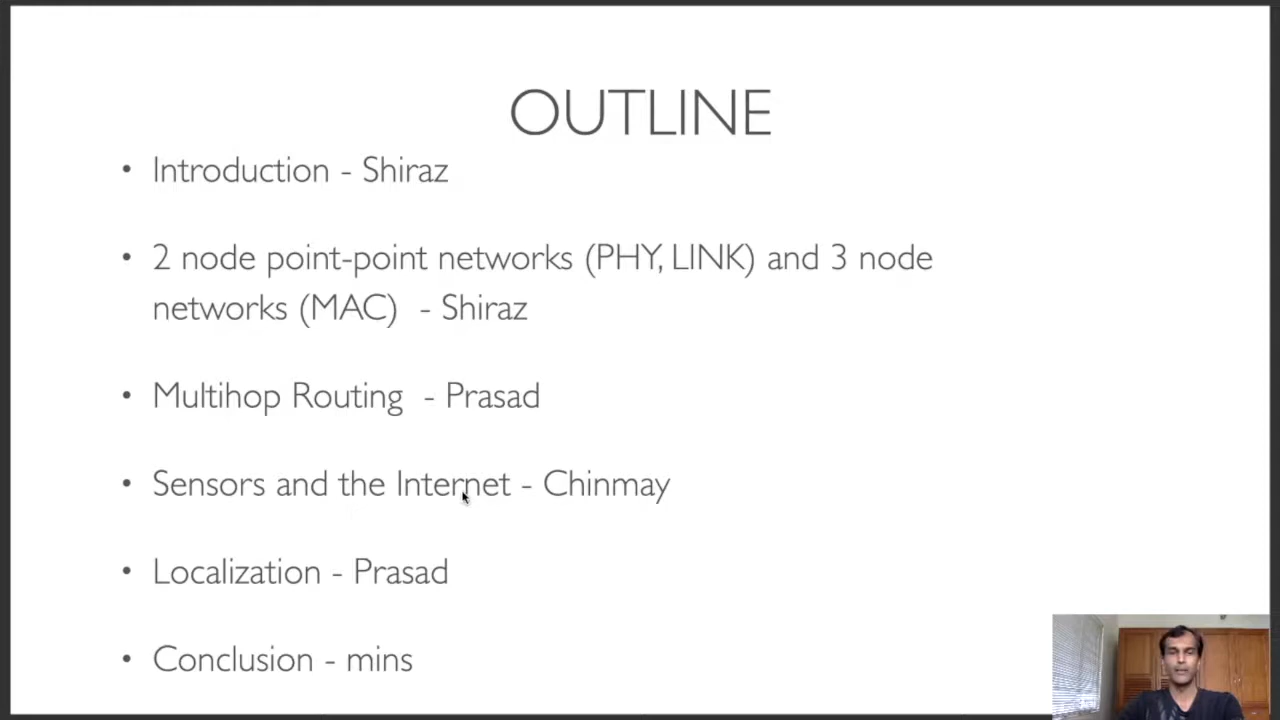 OUTLINE
• Introduction - Shiraz
• 2 node point-point networks (PHY, LINK) and 3 node
networks (MAC) - Shiraz
• Multihop Routing - Prasad
• Sensors and the Internet - Chinmay
• Localization - Prasad
• Conclusion - mins